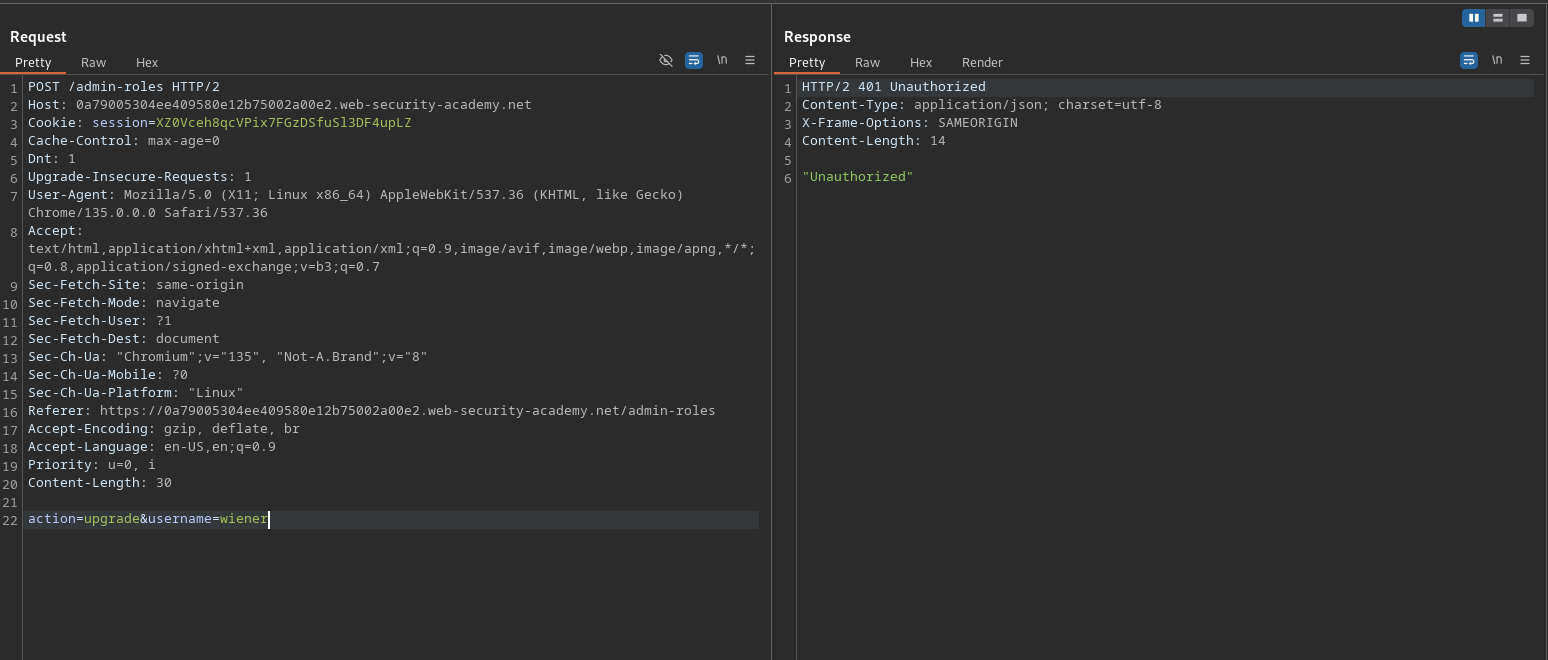 Request
Pretty Raw Hex \n
1 POST /admin-roles HTTP/2
2 Host: 0a79005304ee409580e12b75002a00e2.web-security-academy.net
3 Cookie: session=XZ0Vceh8qcVPix7FGzDSfuSl3DF4upLZ
4 Cache-Control: max-age=0
5 Dnt: 1
6 Upgrade-Insecure-Requests: 1
7 User-Agent: Mozilla/5.0 (X11; Linux x86_64) AppleWebKit/537.36 (KHTML, like Gecko)
Chrome/135.0.0.0 Safari/537.36
8 Accept:
text/html,application/xhtml+xml,application/xml;q=0.9,image/avif,image/webp,image/apng,*/*;
q=0.8,application/signed-exchange;v=b3;q=0.7
9 Sec-Fetch-Site: same-origin
10 Sec-Fetch-Mode: navigate
11 Sec-Fetch-User: ?1
12 Sec-Fetch-Dest: document
13 Sec-Ch-Ua: "Chromium";v="135", "Not-A.Brand";v="8"
14 Sec-Ch-Ua-Mobile: ?0
15 Sec-Ch-Ua-Platform: "Linux"
16 Referer: https://0a79005304ee409580e12b75002a00e2.web-security-academy.net/admin-roles
17 Accept-Encoding: gzip, deflate, br
18 Accept-Language: en-US,en;q=0.9
19 Priority: u=0, i
20 Content-Length: 30
21
22 action=upgrade&username=wiener
Response
Pretty Raw Hex Render \n
1 HTTP/2 401 Unauthorized
2 Content-Type: application/json; charset=utf-8
3 X-Frame-Options: SAMEORIGIN
4 Content-Length: 14
5
6 "Unauthorized"